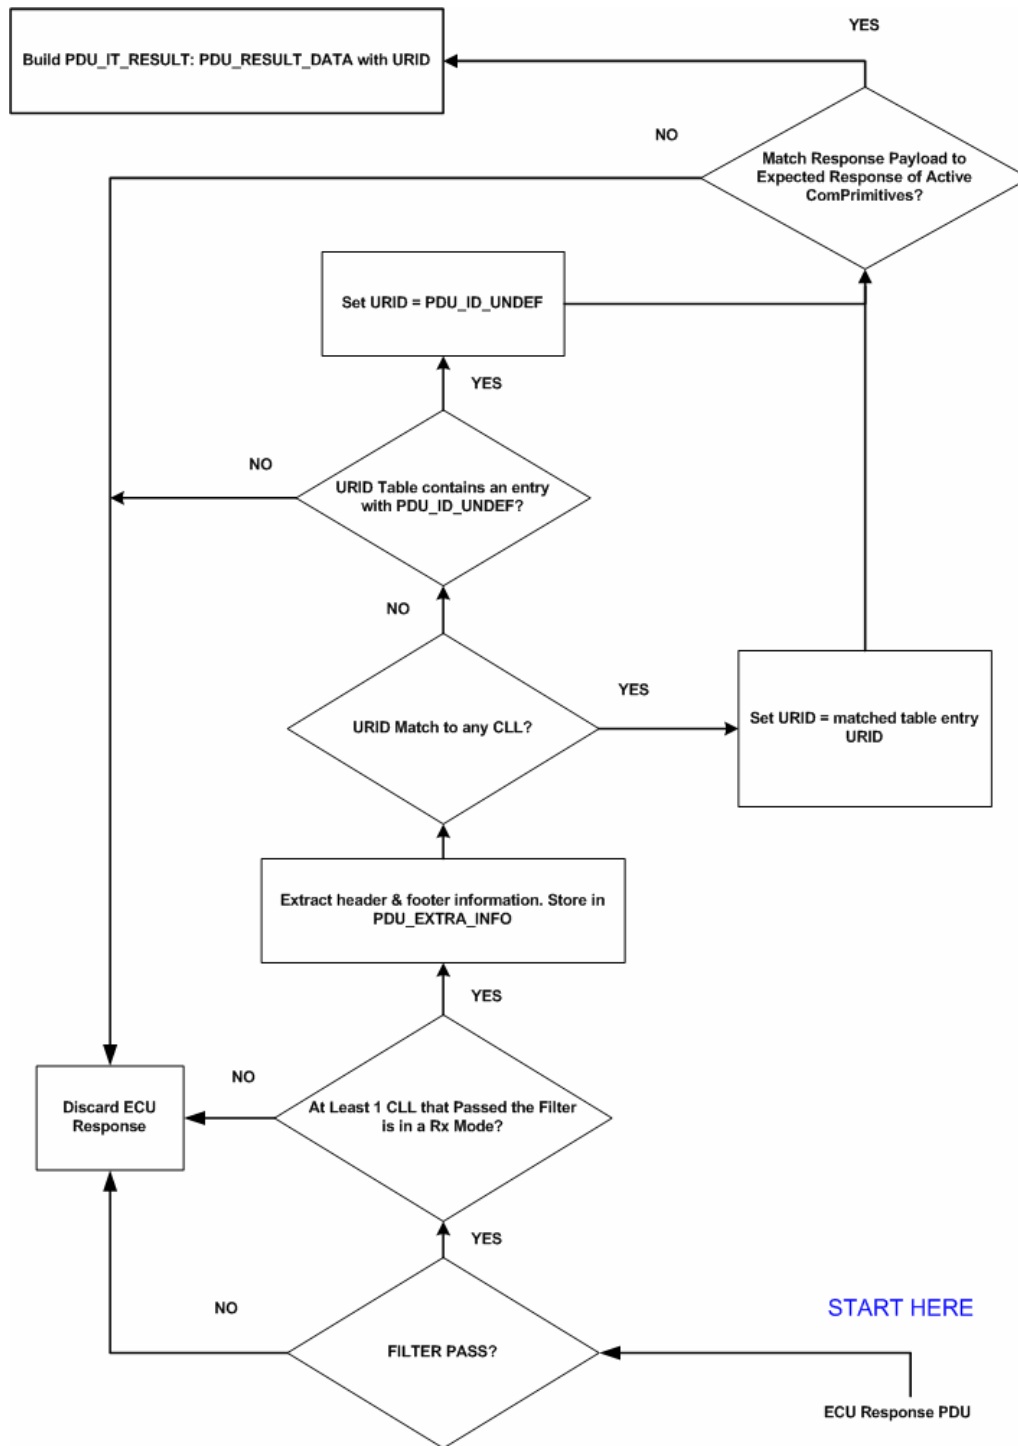 YES
Build PDU_IT_RESULT: PDU_RESULT_DATA with URID
NO
Match Response Payload to
Expected Response of Active
ComPrimitives?
Set URID = PDU_ID_UNDEF
YES
NO
URID Table contains an entry
with PDU_ID_UNDEF?
NO
YES
URID Match to any CLL?
Set URID = matched table entry
URID
Extract header & footer information. Store in
PDU_EXTRA_INFO
YES
NO
Discard ECU
Response
At Least 1 CLL that Passed the Filter
is in a Rx Mode?
YES
NO
START HERE
FILTER PASS?
ECU Response PDU